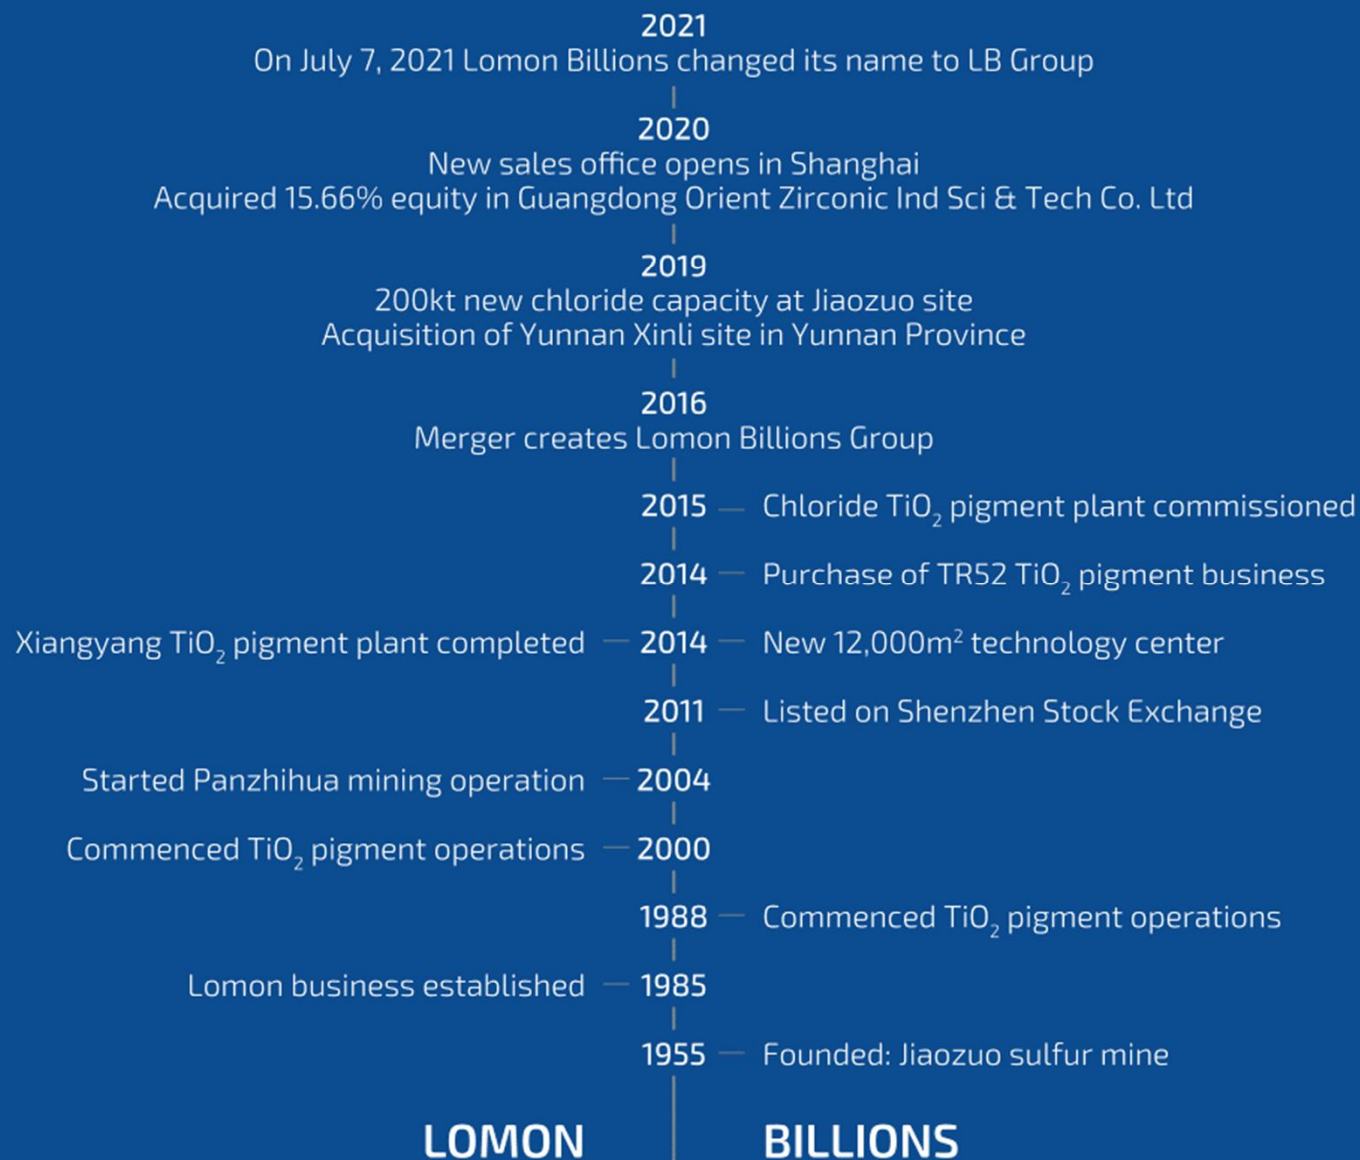 2021
On July 7, 2021 Lomon Billions changed its name to LB Group
2020
New sales office opens in Shanghai
Acquired 15.66% equity in Guangdong Orient Zirconic Ind Sci & Tech Co. Ltd
2019
200kt new chloride capacity at Jiaozuo site
Acquisition of Yunnan Xinli site in Yunnan Province
2016
Merger creates Lomon Billions Group
2015 — Chloride TiO₂ pigment plant commissioned
2014 — Purchase of TR52 TiO₂ pigment business
Xiangyang TiO₂ pigment plant completed — 2014 — New 12,000m² technology center
2011 — Listed on Shenzhen Stock Exchange
Started Panzhihua mining operation — 2004
Commenced TiO₂ pigment operations — 2000
1988 — Commenced TiO₂ pigment operations
Lomon business established — 1985
1955 — Founded: Jiaozuo sulfur mine
LOMON BILLIONS